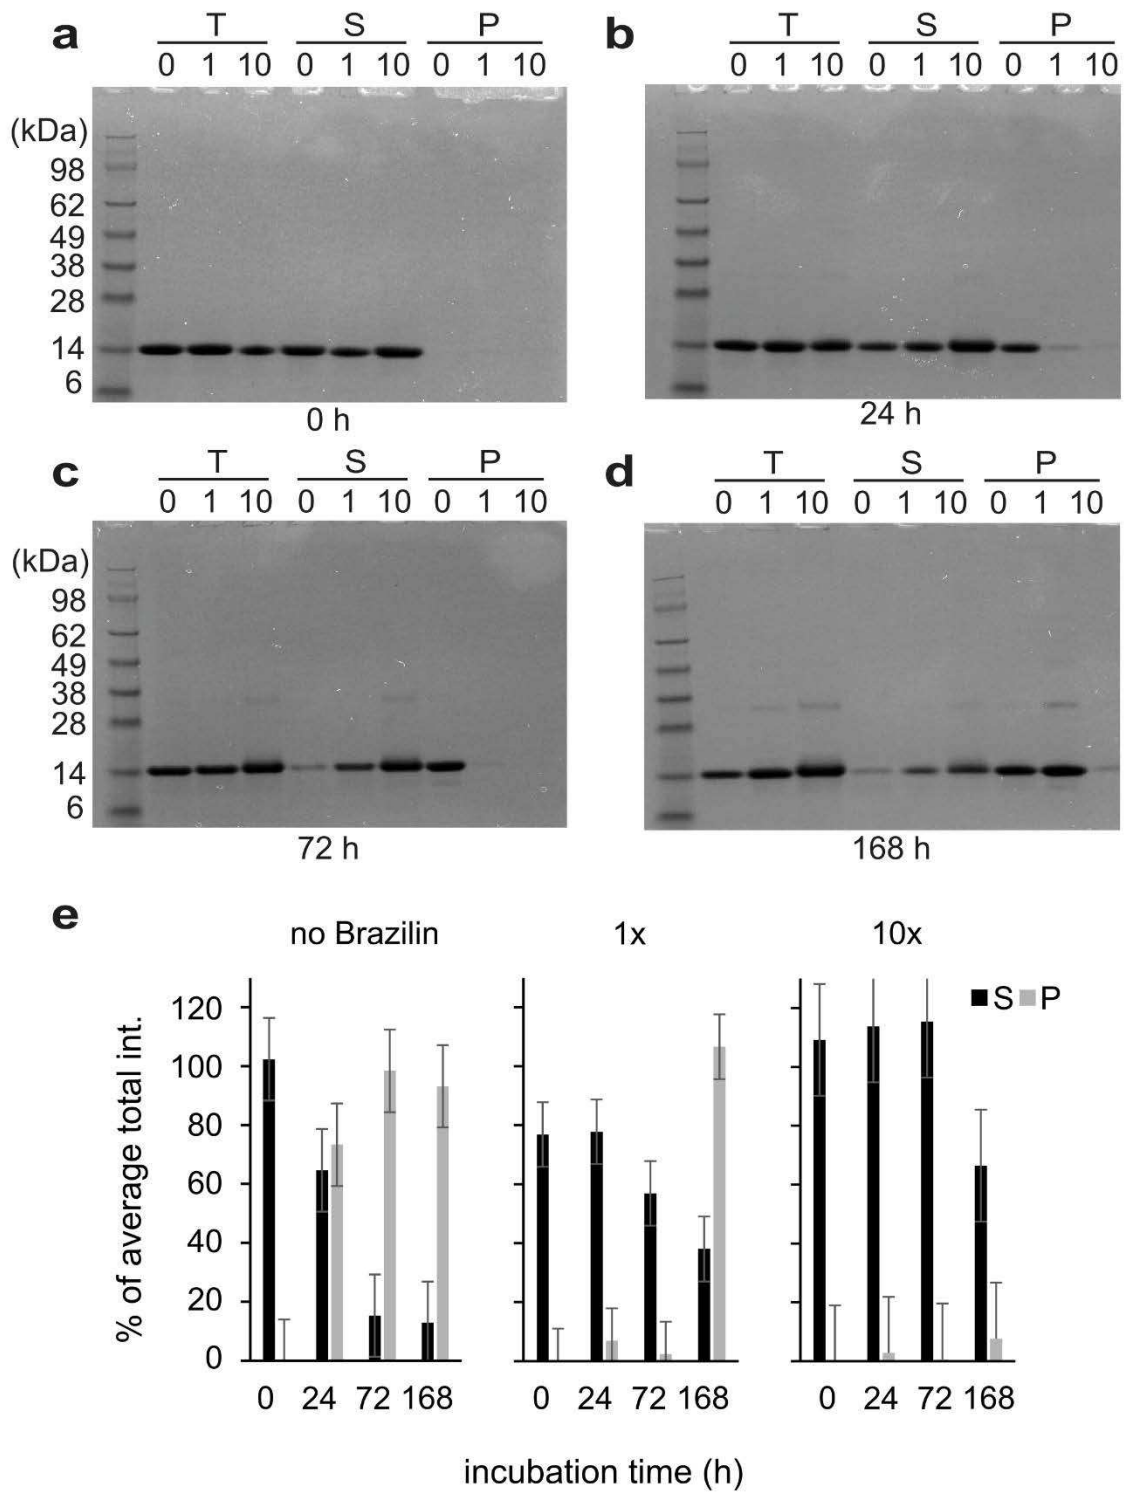 a
T S P
0 1 10 0 1 10 0 1 10
(kDa)
98
62
49
38
28
14
6
0 h
b
T S P
0 1 10 0 1 10 0 1 10
24 h
c
T S P
0 1 10 0 1 10 0 1 10
(kDa)
98
62
49
38
28
14
6
72 h
d
T S P
0 1 10 0 1 10 0 1 10
168 h
e
no Brazilin 1x 10x
S P
% of average total int.
120
100
80
60
40
20
0
0 24 72 168 0 24 72 168 0 24 72 168
incubation time (h)